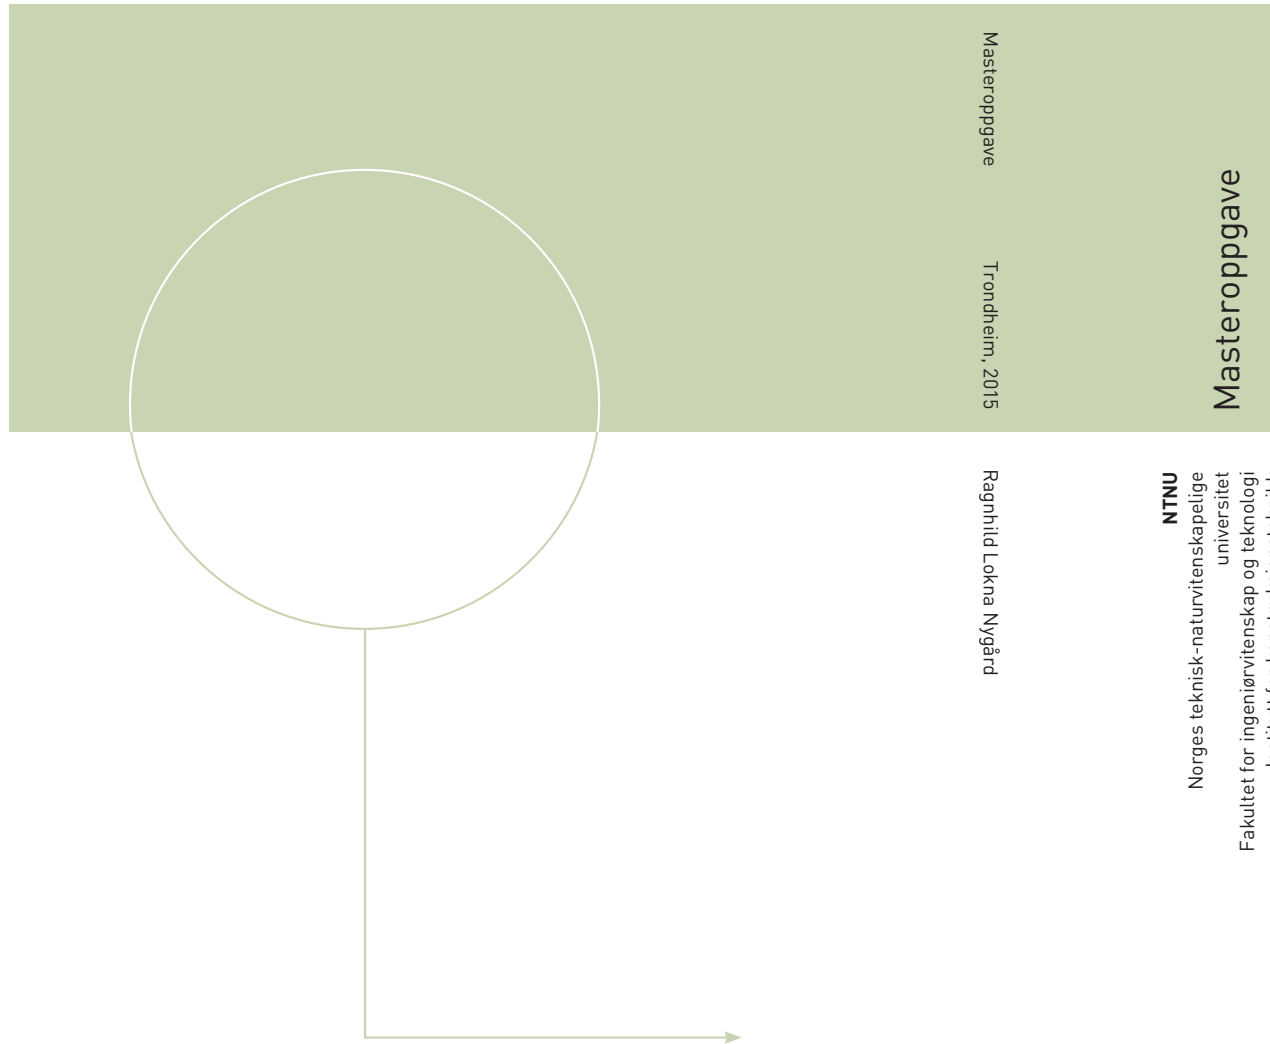 Masteroppgave
Trondheim, 2015
Ragnhild Lokna Nygård
Masteroppgave
NTNU
Norges teknisk-naturvitenskapelige
universitet
Fakultet for ingeniørvitenskap og teknologi